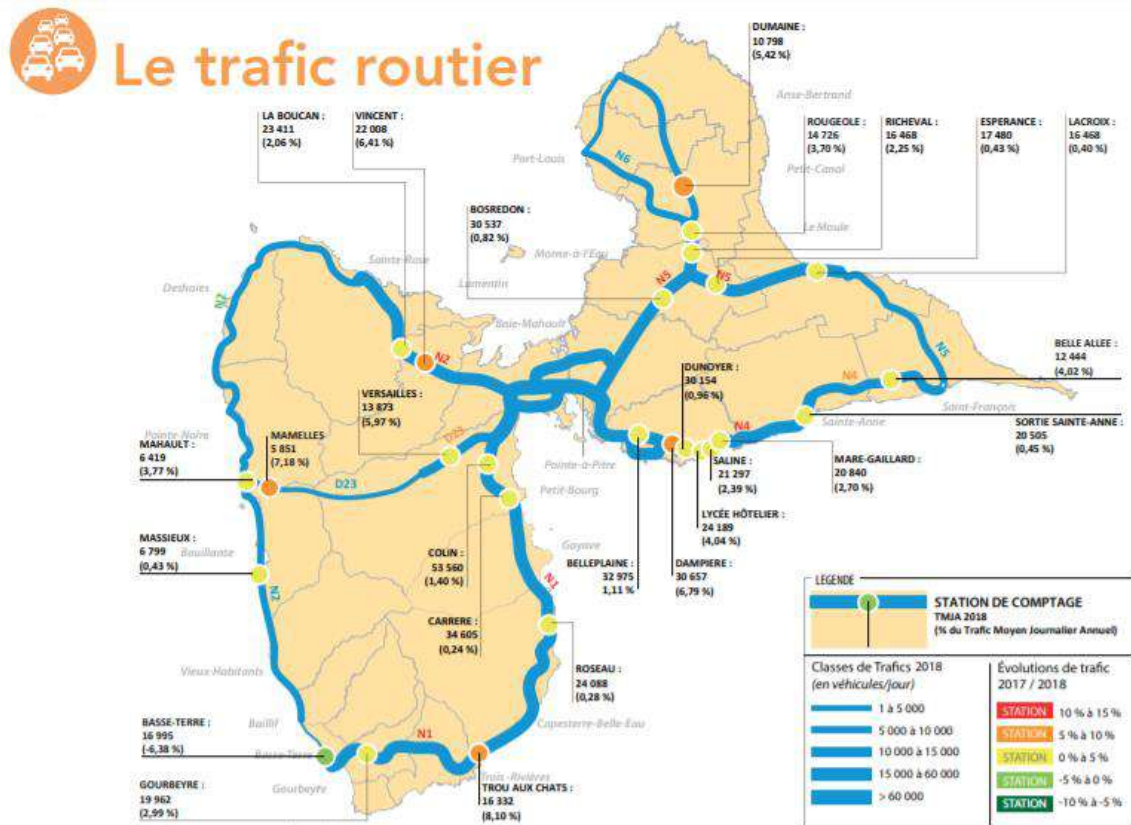 Le trafic routier
DUMAINE :
10 798
(5,42 %)
LA BOUCAN :
23 411
(2,06 %)
VINCENT :
22 008
(6,41 %)
Anse-Bertrand
ROUGEOLE :
14 726
(3,70 %)
RICHEVAL :
16 468
(2,25 %)
ESPERANCE :
17 480
(0,43 %)
LACROIX :
16 468
(0,40 %)
Port-Louis
N6
Petit-Canal
BOSREDON :
30 537
(0,82 %)
Le Moule
Sainte-Rose
Morne-à-l'Eau
Deshaies
Lamentin
N5
N5
N2
Baie-Mahault
N5
BELLE ALLEE :
12 444
(4,02 %)
N2
DUNOYER :
30 154
(0,96 %)
N4
VERSAILLES :
13 873
(5,97 %)
Saint-François
Sainte-Anne
SORTIE SAINTE-ANNE :
20 505
(0,45 %)
Pointe-Noire
D23
N4
MAHAULT :
6 419
(3,77 %)
MAMELLES
5 851
(7,18 %)
Pointe-à-Pitre
SALINE :
21 297
(2,39 %)
MARE-GAILLARD :
20 840
(2,70 %)
D23
Petit-Bourg
LYCÉE HÔTELIER :
24 189
(4,04 %)
MASSIEUX :
6 799
(0,43 %)
Bouillante
Goyave
COLIN :
53 560
(1,40 %)
BELLEPLAINE :
32 975
1,11 %
DAMPIERE :
30 657
(6,79 %)
N1
N2
CARRERE :
34 605
(0,24 %)
ROSEAU :
24 088
(0,28 %)
Vieux-Habitants
Capesterre-Belle-Eau
BASSE-TERRE :
16 995
(-6,38 %)
Baillif
N1
Basse-Terre
Trois-Rivières
GOURBEYRE :
19 962
(2,99 %)
Gourbeyre
TROU AUX CHATS :
16 332
(8,10 %)
LEGENDE
STATION DE COMPTAGE
TMJA 2018
(% du Trafic Moyen Journalier Annuel)
Classes de Trafics 2018
(en véhicules/jour)
1 à 5 000
5 000 à 10 000
10 000 à 15 000
15 000 à 60 000
> 60 000
Évolutions de trafic
2017 / 2018
STATION 10 % à 15 %
STATION 5 % à 10 %
STATION 0 % à 5 %
STATION -5 % à 0 %
STATION -10 % à -5 %